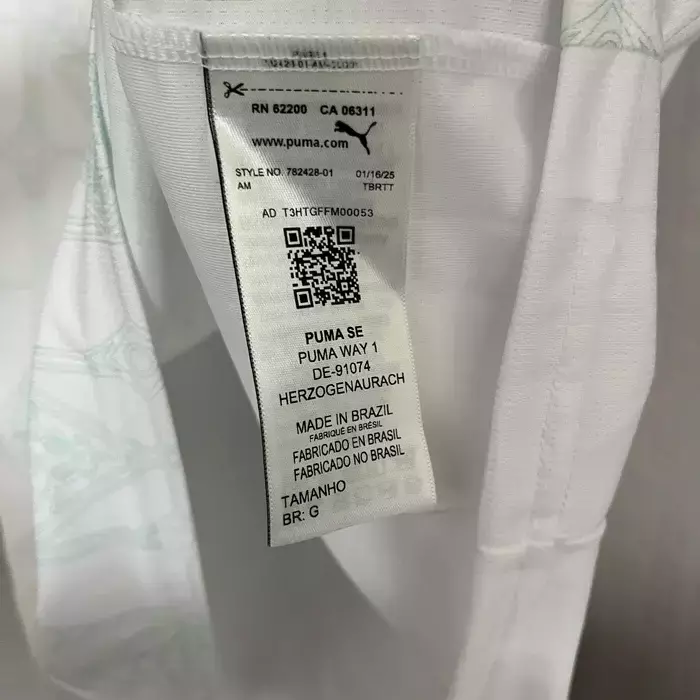 RN 62200 CA 06311
www.puma.com
STYLE NO. 782428-01 01/16/25
AM TBRTT
AD T3HTGFFM00053
PUMA SE
PUMA WAY 1
DE-91074
HERZOGENAURACH
MADE IN BRAZIL
FABRIQUÉ EN BRÉSIL
FABRICADO EN BRASIL
FABRICADO NO BRASIL
TAMANHO
BR: G